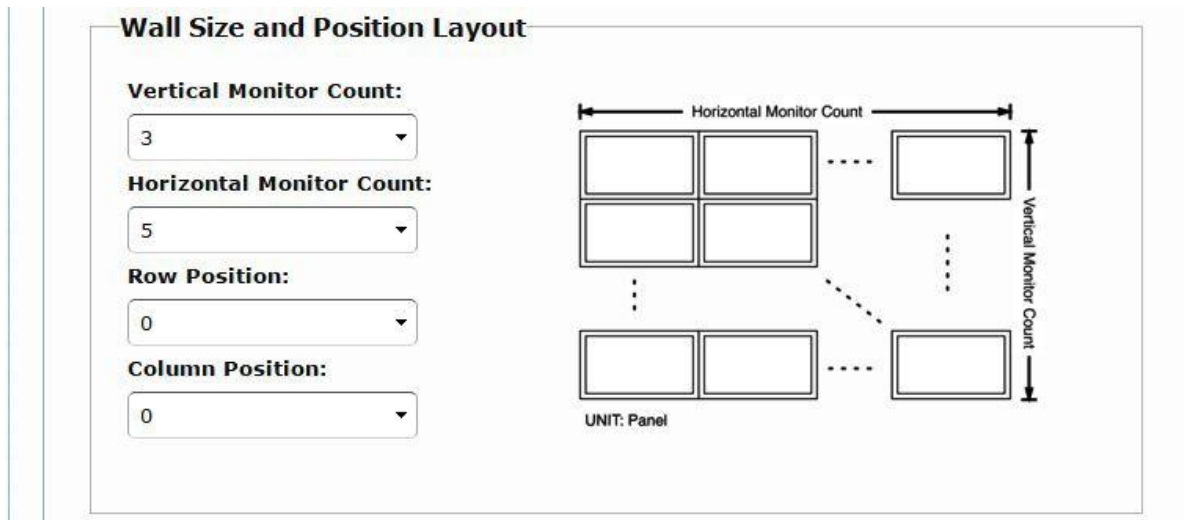 Wall Size and Position Layout
Vertical Monitor Count:
3
Horizontal Monitor Count:
5
Row Position:
0
Column Position:
0
Horizontal Monitor Count
Vertical Monitor Count
UNIT: Panel